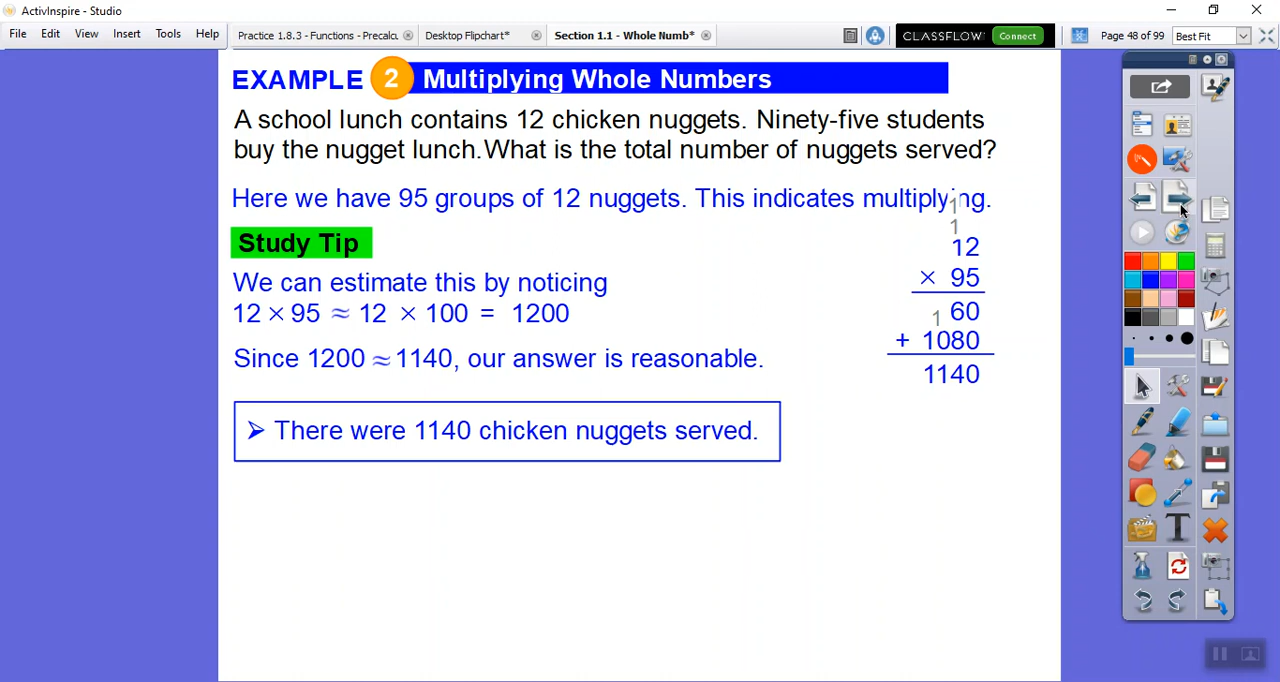 ActivInspire - Studio
File Edit View Insert Tools Help
Practice 1.8.3 - Functions - Precalcu
Desktop Flipchart*
Section 1.1 - Whole Numb*
CLASSFLOW Connect
Page 48 of 99
Best Fit
EXAMPLE 2 Multiplying Whole Numbers
A school lunch contains 12 chicken nuggets. Ninety-five students
buy the nugget lunch. What is the total number of nuggets served?
Here we have 95 groups of 12 nuggets. This indicates multiplying.
Study Tip
We can estimate this by noticing
12 × 95 ≈ 12 × 100 = 1200
Since 1200 ≈ 1140, our answer is reasonable.
➢ There were 1140 chicken nuggets served.
1
1
12
× 95
60
1
+ 1080
1140
T